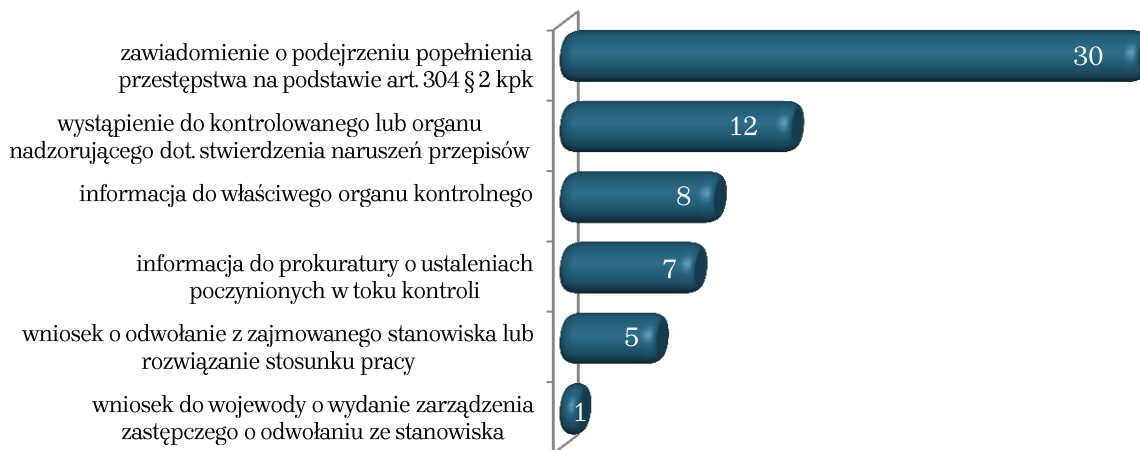 zawiadomienie o podejrzeniu popełnienia
przestępstwa na podstawie art. 304 § 2 kpk
30
wystąpienie do kontrolowanego lub organu
nadzorującego dot. stwierdzenia naruszeń przepisów
12
informacja do właściwego organu kontrolnego
8
informacja do prokuratury o ustaleniach
poczynionych w toku kontroli
7
wniosek o odwołanie z zajmowanego stanowiska lub
rozwiązanie stosunku pracy
5
wniosek do wojewody o wydanie zarządzenia
zastępczego o odwołaniu ze stanowiska
1